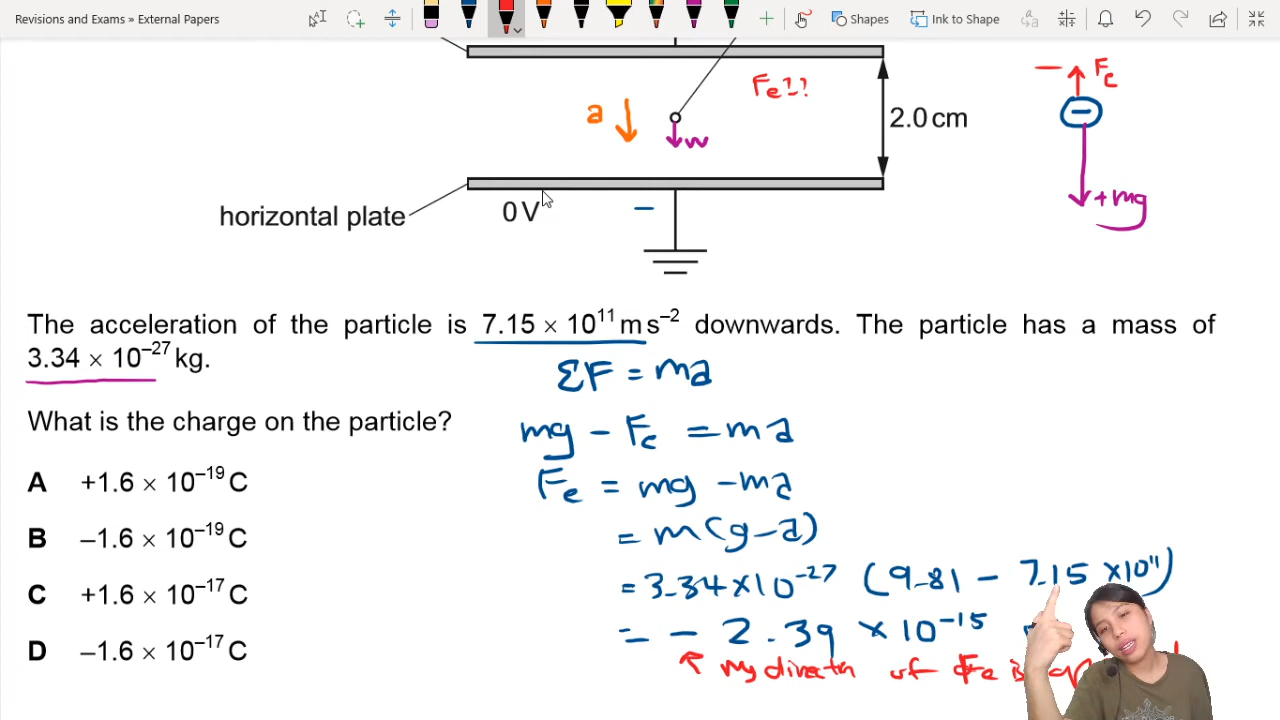 Revisions and Exams » External Papers
Shapes
Ink to Shape
Fe??
Fe
a
w
2.0 cm
+mg
horizontal plate
0 V
The acceleration of the particle is 7.15 × 10¹¹ m s⁻² downwards. The particle has a mass of
3.34 × 10⁻²⁷ kg.
ΣF = ma
What is the charge on the particle?
mg − Fe = ma
A +1.6 × 10⁻¹⁹ C
Fe = mg − ma
B –1.6 × 10⁻¹⁹ C
= m(g − a)
C +1.6 × 10⁻¹⁷ C
= 3.34 × 10⁻²⁷ (9.81 − 7.15 × 10¹¹)
D –1.6 × 10⁻¹⁷ C
= − 2.39 × 10⁻¹⁵
my direction of Fe is